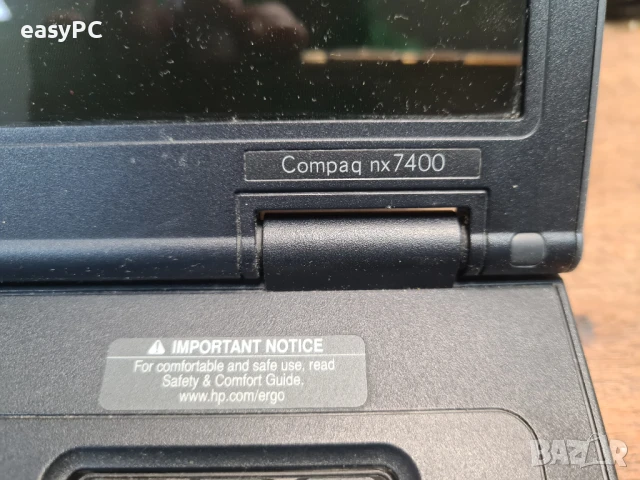 easyPC
Compaq nx7400
IMPORTANT NOTICE
For comfortable and safe use, read
Safety & Comfort Guide.
www.hp.com/ergo
BAZAR